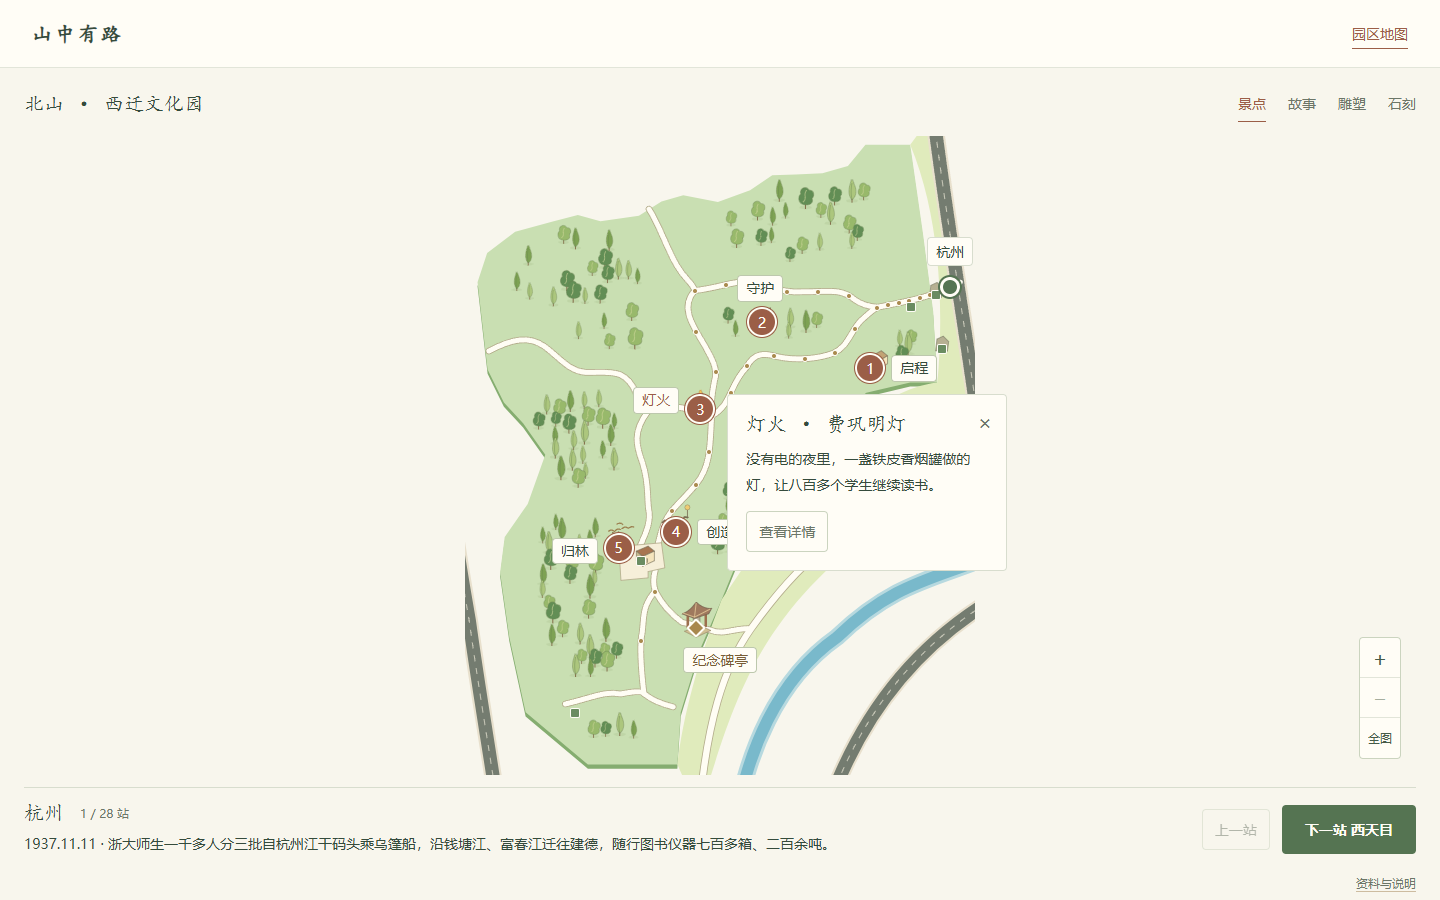 山中有路
园区地图
北山 • 西迁文化园
景点 故事 雕塑 石刻
杭州
守护
2
1
启程
灯火
3
灯火 • 费巩明灯
×
没有电的夜里，一盏铁皮香烟罐做的
灯，让八百多个学生继续读书。
查看详情
4
创造
归林
5
纪念碑亭
+
−
全图
杭州 1 / 28 站
1937.11.11 · 浙大师生一千多人分三批自杭州江干码头乘乌篷船，沿钱塘江、富春江迁往建德，随行图书仪器七百多箱、二百余吨。
上一站
下一站 西天目
资料与说明